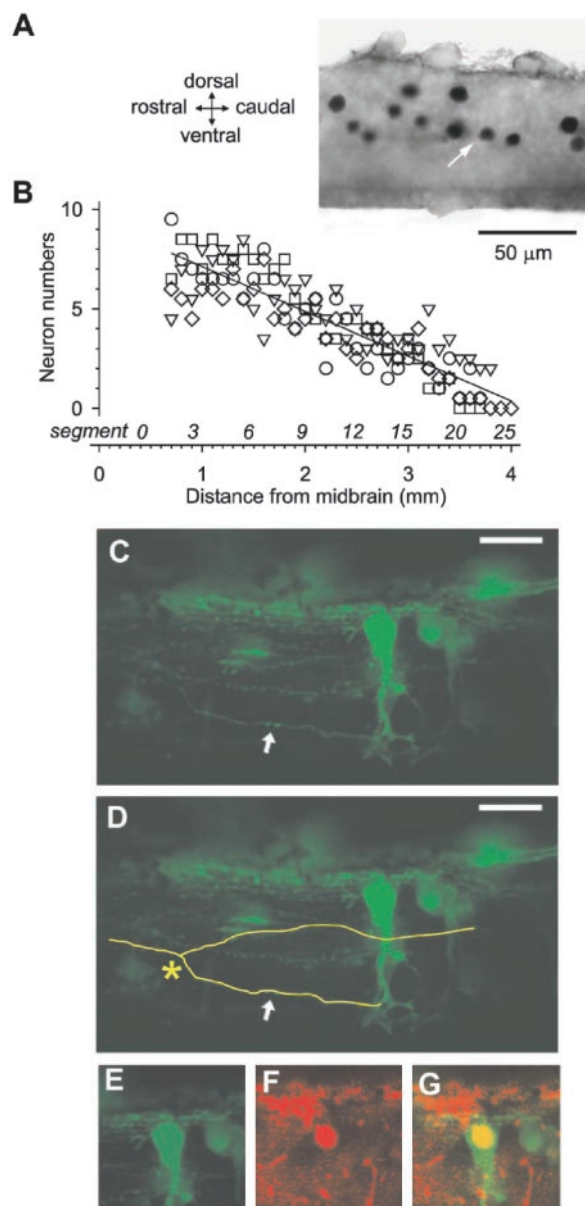 A
dorsal
rostral caudal
ventral
50 μm
B
10
5
0
Neuron numbers
segment 0 3 6 9 12 15 20 25
0 1 2 3 4
Distance from midbrain (mm)
C
D
*
E F G